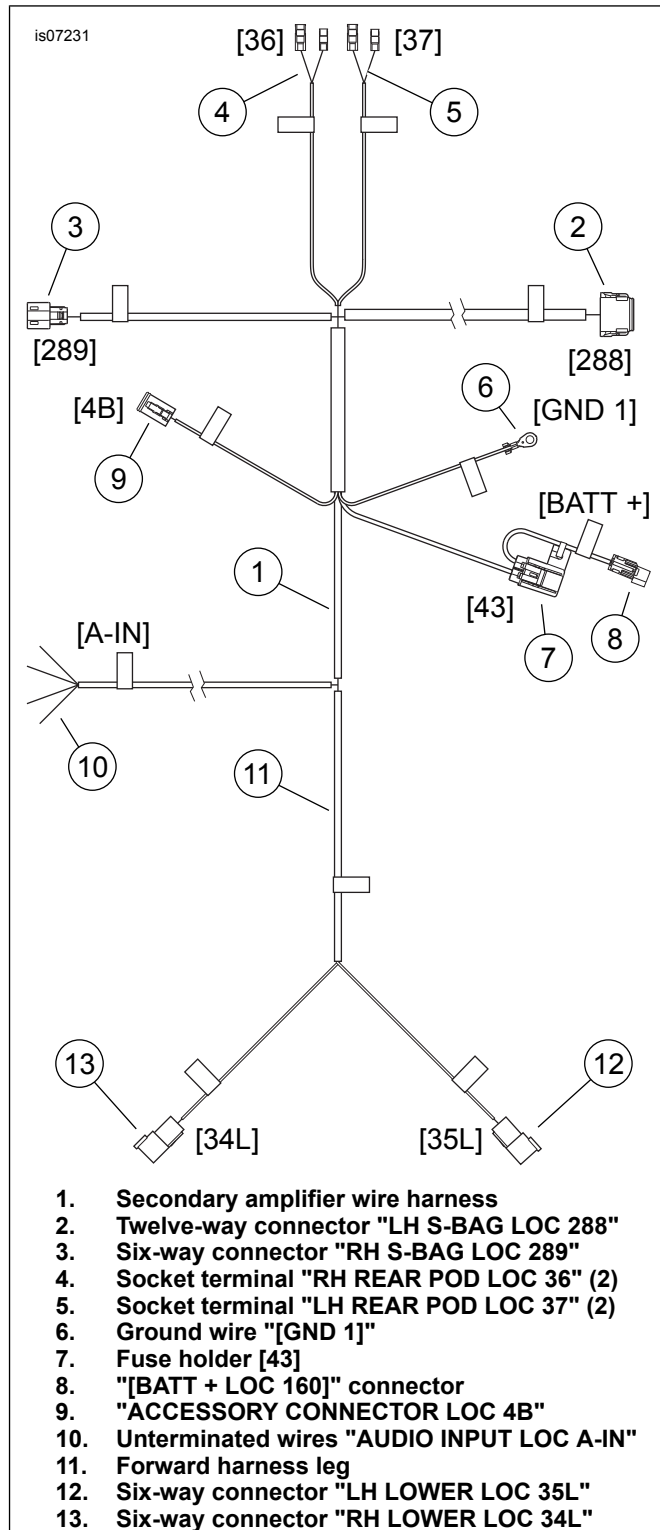 is07231
[36]
[37]
4
5
3
2
[289]
[288]
[4B]
6
[GND 1]
9
[BATT +]
1
[43]
7
8
[A-IN]
10
11
13
12
[34L]
[35L]
1. Secondary amplifier wire harness
2. Twelve-way connector "LH S-BAG LOC 288"
3. Six-way connector "RH S-BAG LOC 289"
4. Socket terminal "RH REAR POD LOC 36" (2)
5. Socket terminal "LH REAR POD LOC 37" (2)
6. Ground wire "[GND 1]"
7. Fuse holder [43]
8. "[BATT + LOC 160]" connector
9. "ACCESSORY CONNECTOR LOC 4B"
10. Unterminated wires "AUDIO INPUT LOC A-IN"
11. Forward harness leg
12. Six-way connector "LH LOWER LOC 35L"
13. Six-way connector "RH LOWER LOC 34L"